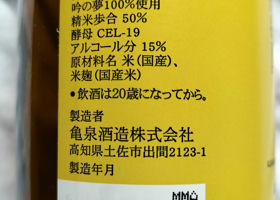 吟の夢100%使用
精米歩合 50%
酵母 CEL-19
アルコール分 15%
原材料名 米(国産)、
米麹(国産米)
●飲酒は20歳になってから。
製造者
亀泉酒造株式会社
高知県土佐市出間2123-1
製造年月